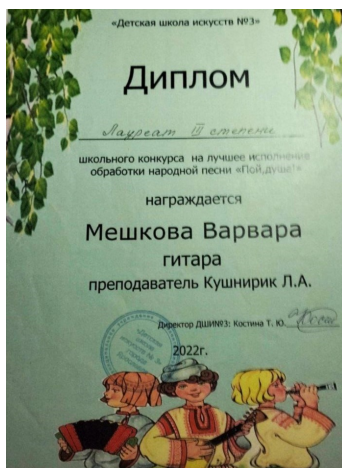 «Детская школа искусств №3»
Диплом
Лауреат III степени
школьного конкурса на лучшее исполнение
обработки народной песни «Пой,душа!»
награждается
Мешкова Варвара
гитара
преподаватель Кушнирик Л.А.
Директор ДШИ№3: Костина Т. Ю.
2022г.